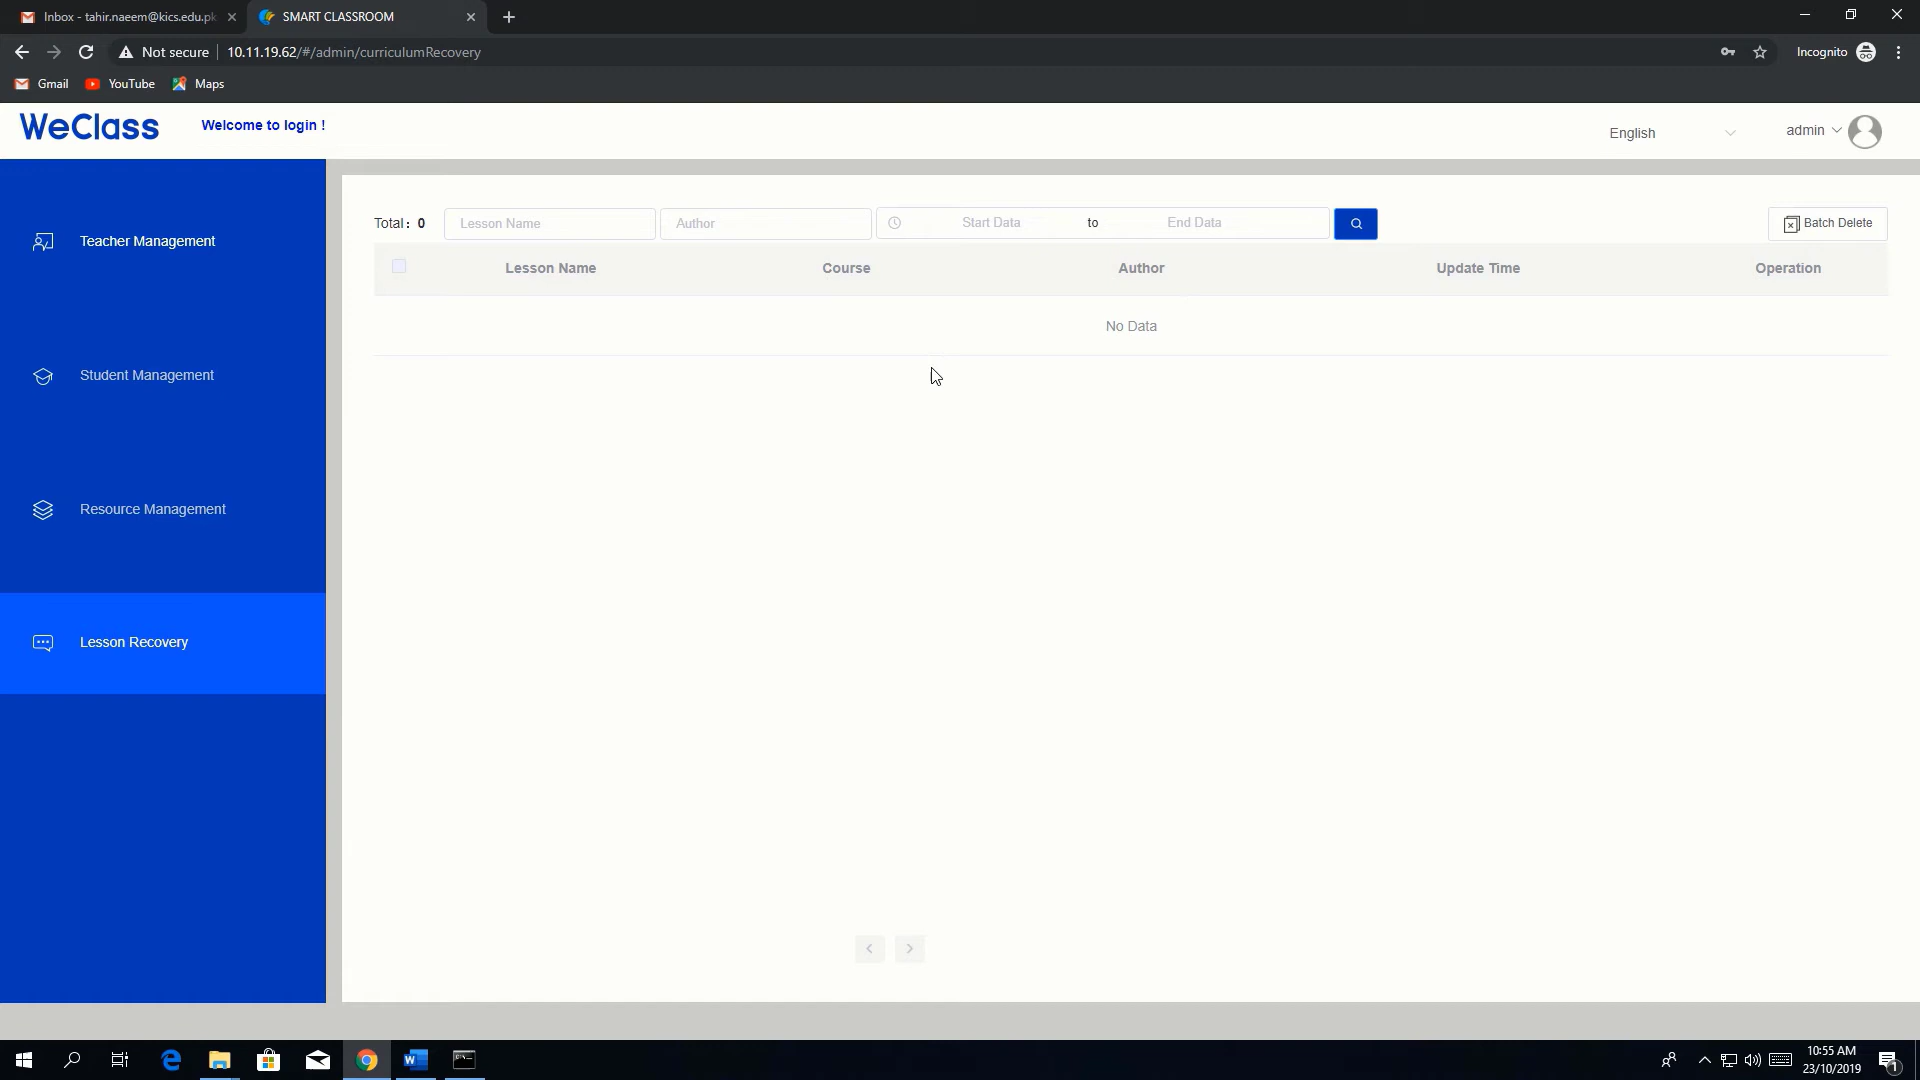 Inbox - tahir.naeem@kics.edu.pk
SMART CLASSROOM
Not secure
10.11.19.62/#/admin/curriculumRecovery
Incognito
Gmail
YouTube
Maps
WeClass
Welcome to login !
English
admin
Teacher Management
Student Management
Resource Management
Lesson Recovery
Total: 0
Lesson Name
Author
Start Data
to
End Data
Batch Delete
Lesson Name
Course
Author
Update Time
Operation
No Data
10:55 AM
23/10/2019
1